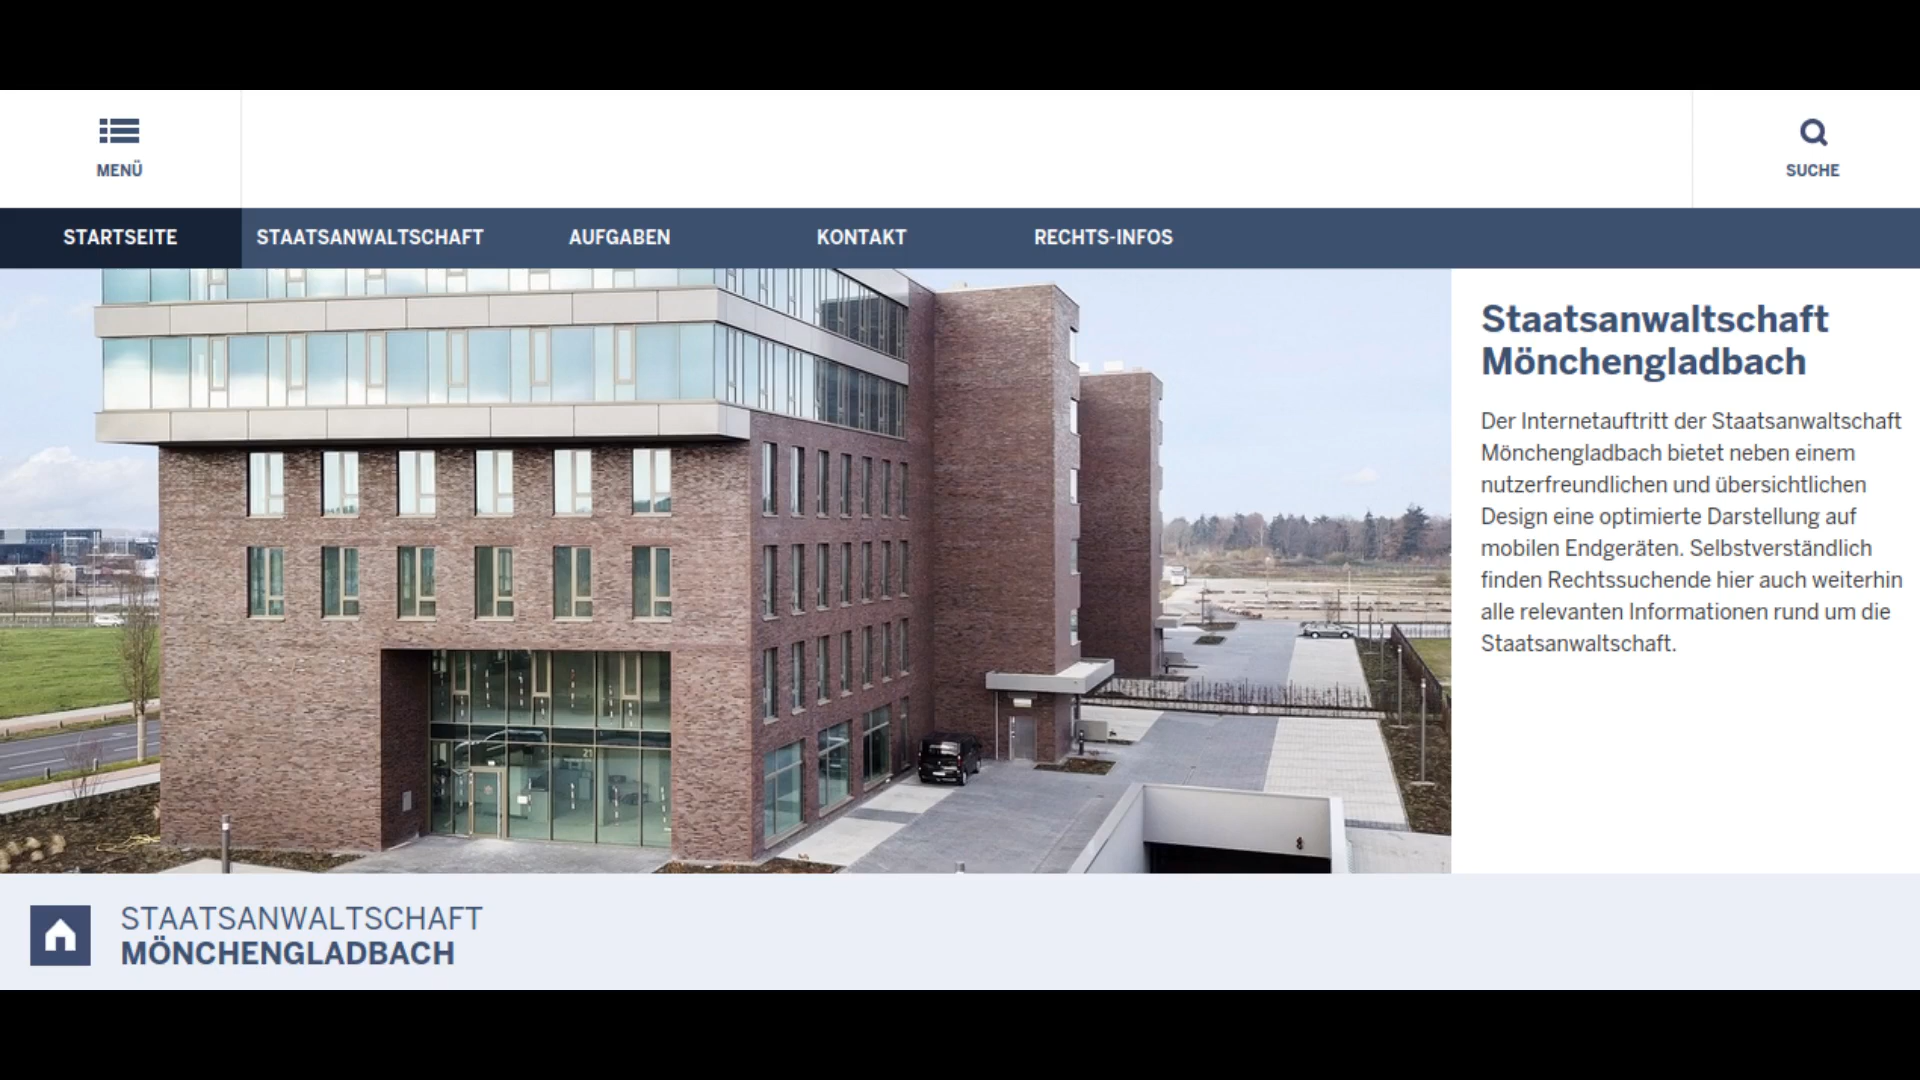 MENÜ
SUCHE
STARTSEITE
STAATSANWALTSCHAFT
AUFGABEN
KONTAKT
RECHTS-INFOS
Staatsanwaltschaft
Mönchengladbach
Der Internetauftritt der Staatsanwaltschaft
Mönchengladbach bietet neben einem
nutzerfreundlichen und übersichtlichen
Design eine optimierte Darstellung auf
mobilen Endgeräten. Selbstverständlich
finden Rechtssuchende hier auch weiterhin
alle relevanten Informationen rund um die
Staatsanwaltschaft.
21
STAATSANWALTSCHAFT
MÖNCHENGLADBACH